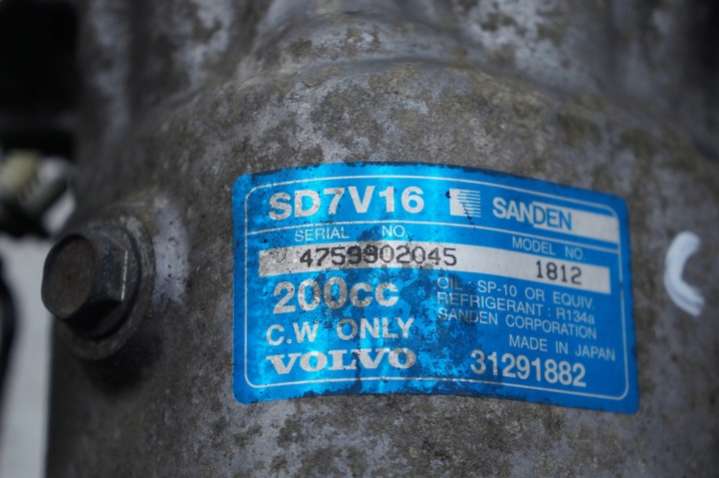 SD7V16 SANDEN
SERIAL NO. MODEL NO
4759902045 1812
200cc OIL : SP-10 OR EQUIV.
REFRIGERANT : R134a
C.W ONLY SANDEN CORPORATION
MADE IN JAPAN
VOLVO 31291882